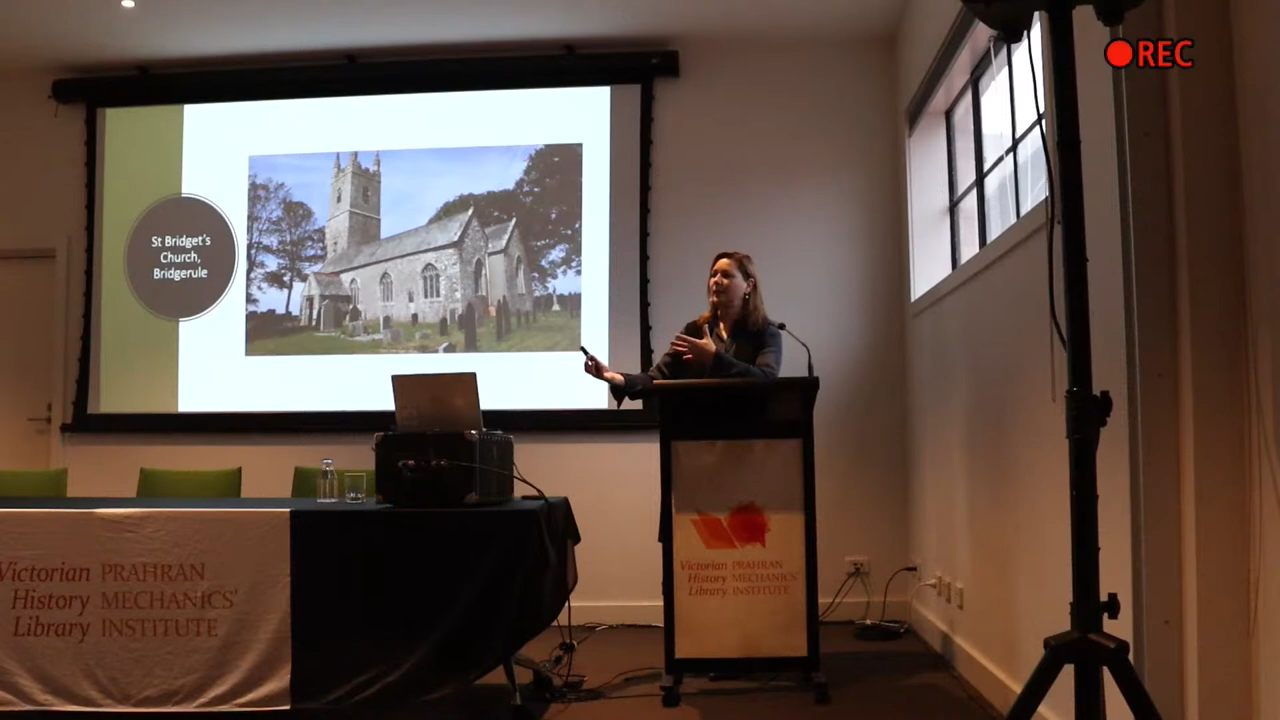 REC
St Bridget's
Church,
Bridgerule
Victorian PRAHRAN
History MECHANICS'
Library INSTITUTE
Victorian PRAHRAN
History MECHANICS'
Library INSTITUTE